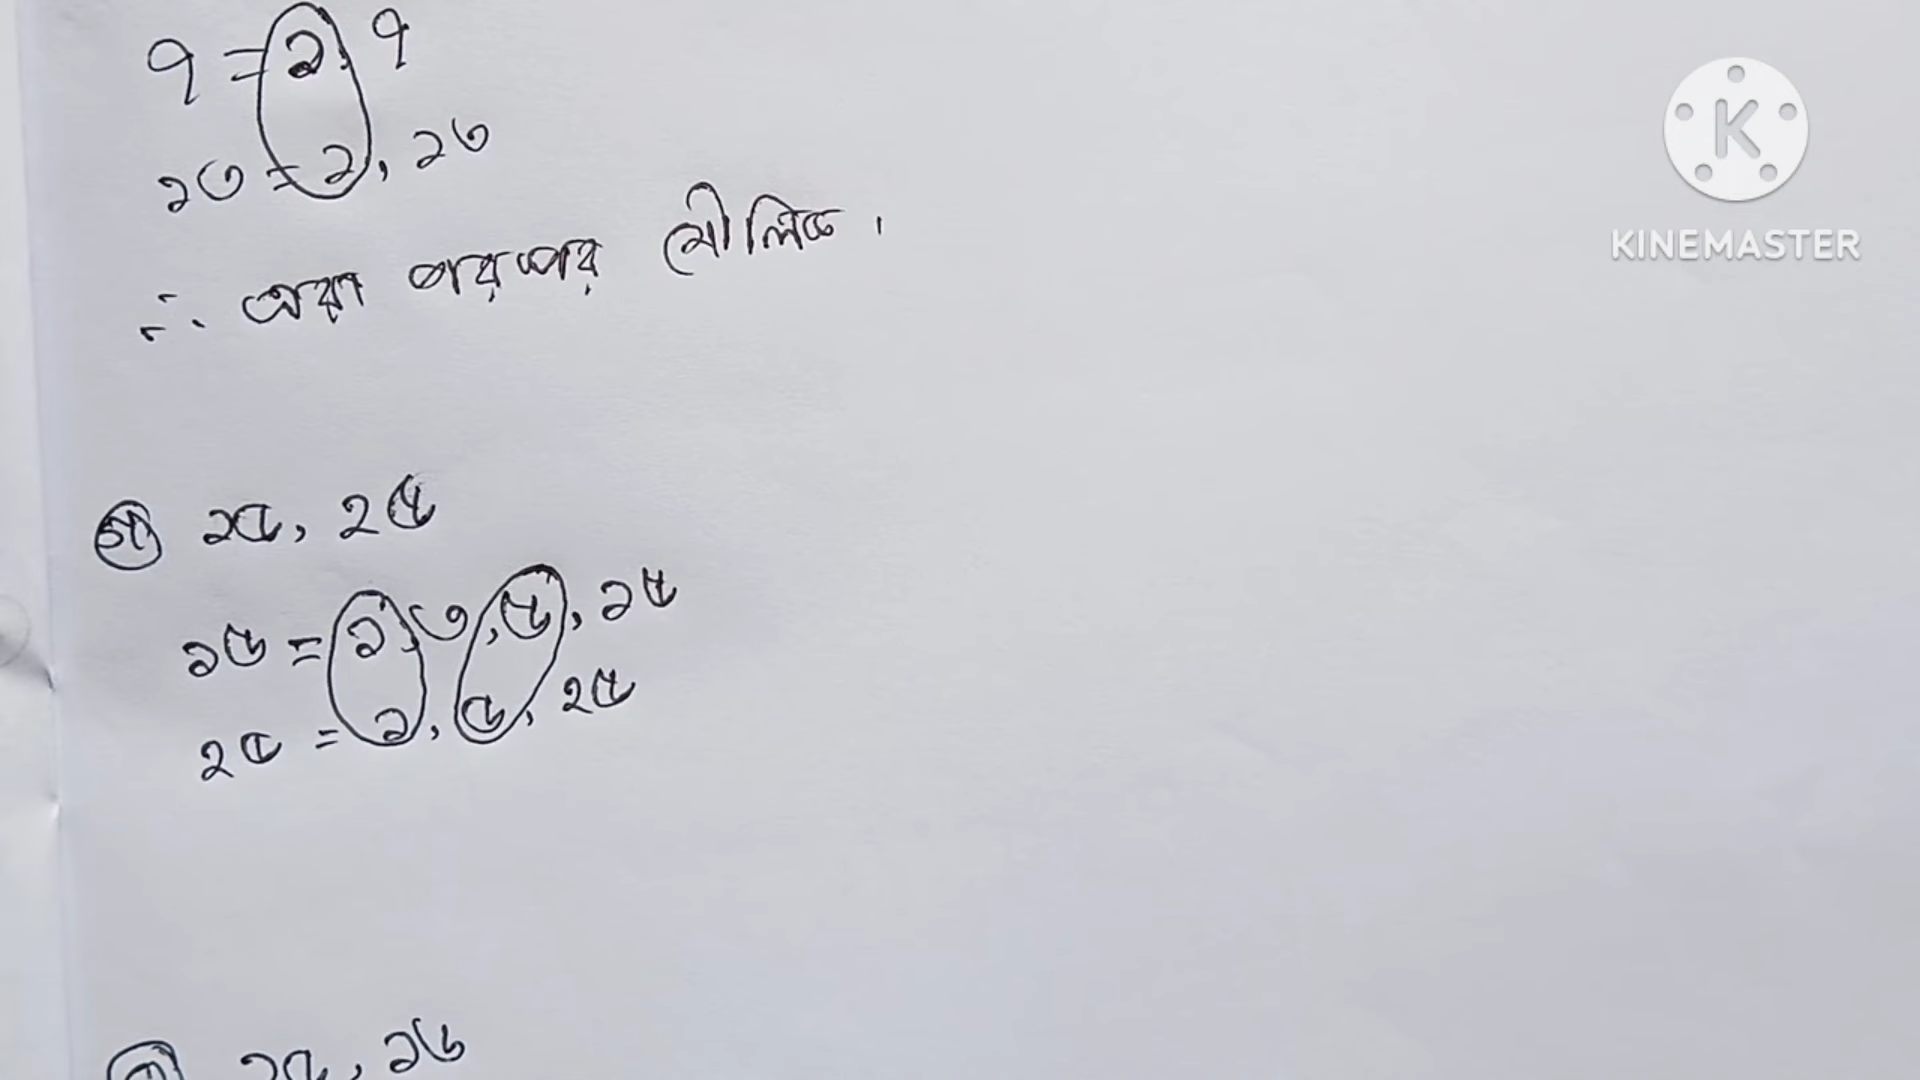 ৭ = ১, ৭
১৩ = ১, ১৩
∴ এরা পরস্পর মৌলিক।
১৫, ২৫
১৫ = ১, ৩, ৫, ১৫
২৫ = ১, ৫, ২৫
KINEMASTER